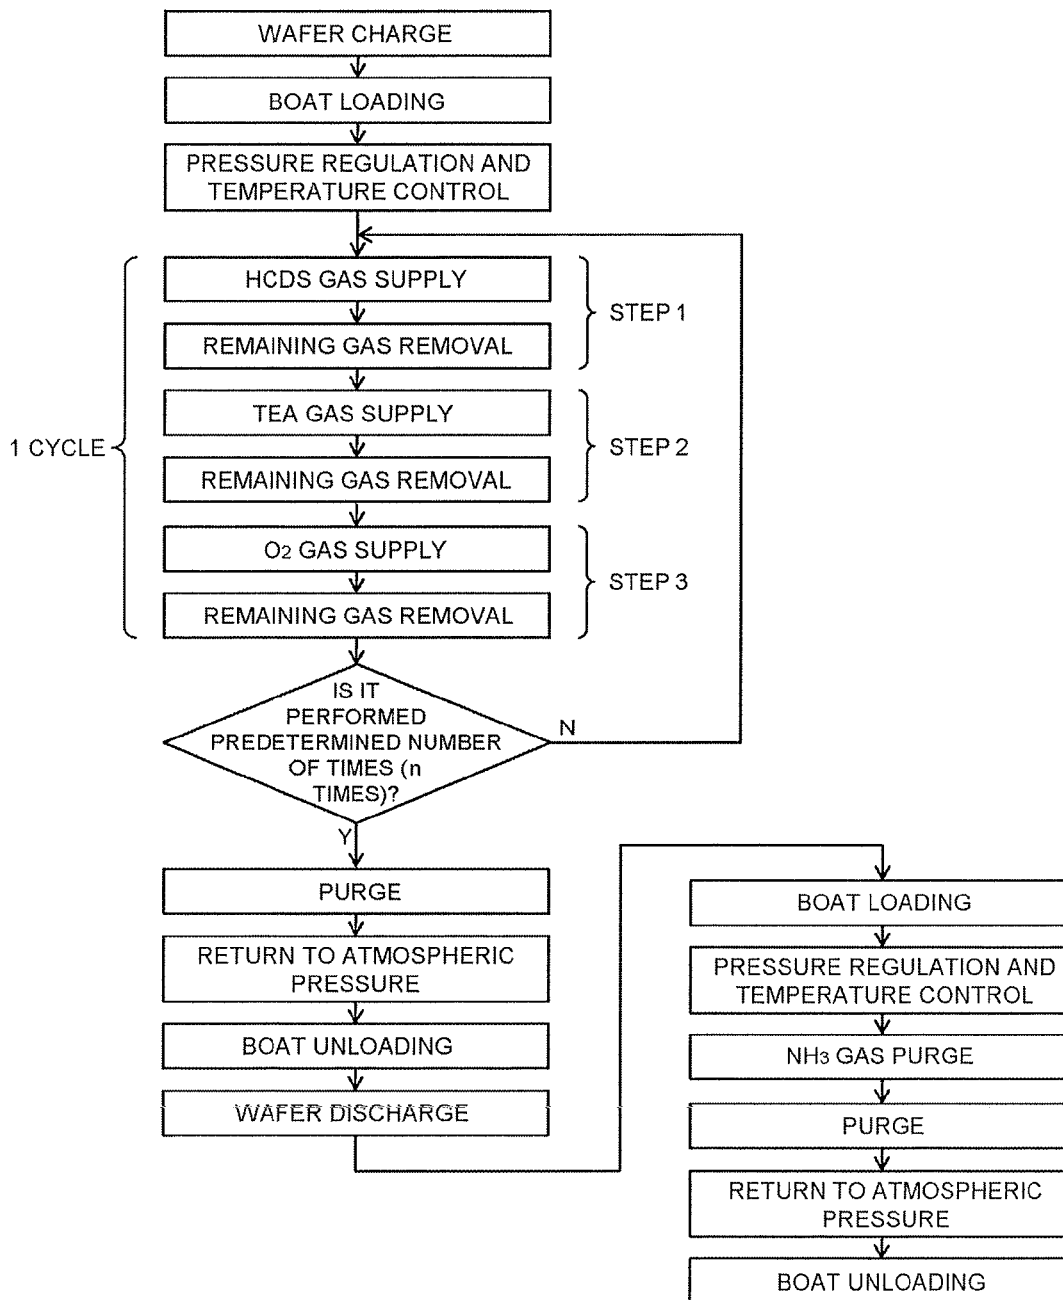 WAFER CHARGE
BOAT LOADING
PRESSURE REGULATION AND
TEMPERATURE CONTROL
HCDS GAS SUPPLY
REMAINING GAS REMOVAL
STEP 1
TEA GAS SUPPLY
REMAINING GAS REMOVAL
STEP 2
1 CYCLE
O2 GAS SUPPLY
REMAINING GAS REMOVAL
STEP 3
IS IT
PERFORMED
PREDETERMINED NUMBER
OF TIMES (n
TIMES)?
N
Y
PURGE
RETURN TO ATMOSPHERIC
PRESSURE
BOAT UNLOADING
WAFER DISCHARGE
BOAT LOADING
PRESSURE REGULATION AND
TEMPERATURE CONTROL
NH3 GAS PURGE
PURGE
RETURN TO ATMOSPHERIC
PRESSURE
BOAT UNLOADING